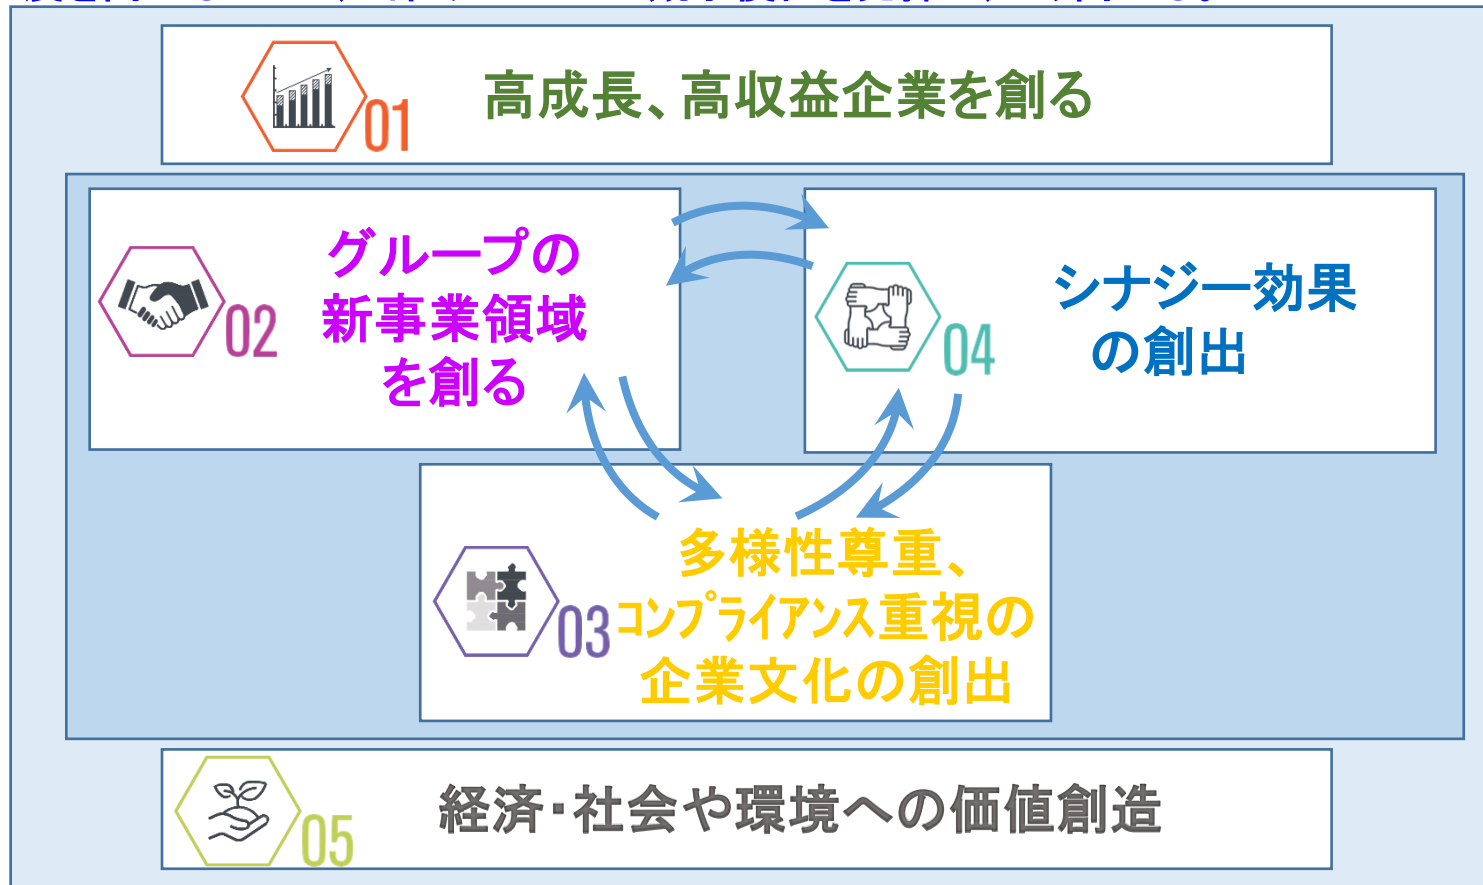 01 高成長、高収益企業を創る
02
グループの
新事業領域
を創る
04
シナジー効果
の創出
03
多様性尊重、
コンプライアンス重視の
企業文化の創出
05 経済・社会や環境への価値創造